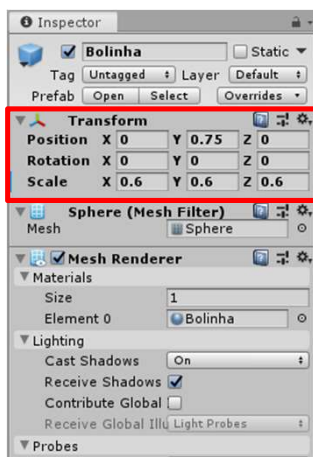 Inspector
Bolinha Static
Tag Untagged Layer Default
Prefab Open Select Overrides
Transform
Position X 0 Y 0.75 Z 0
Rotation X 0 Y 0 Z 0
Scale X 0.6 Y 0.6 Z 0.6
Sphere (Mesh Filter)
Mesh Sphere
Mesh Renderer
Materials
Size 1
Element 0 Bolinha
Lighting
Cast Shadows On
Receive Shadows
Contribute Global
Receive Global Illu Light Probes
Probes